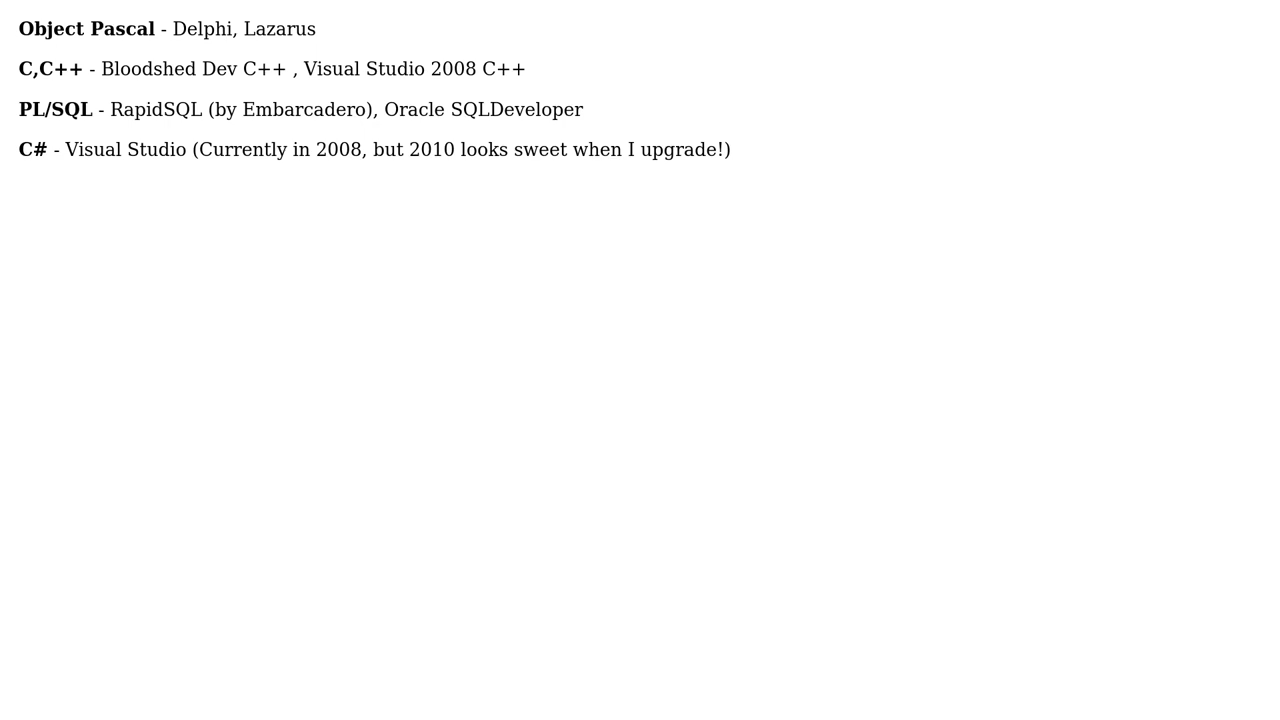 Object Pascal - Delphi, Lazarus
C,C++ - Bloodshed Dev C++ , Visual Studio 2008 C++
PL/SQL - RapidSQL (by Embarcadero), Oracle SQLDeveloper
C# - Visual Studio (Currently in 2008, but 2010 looks sweet when I upgrade!)